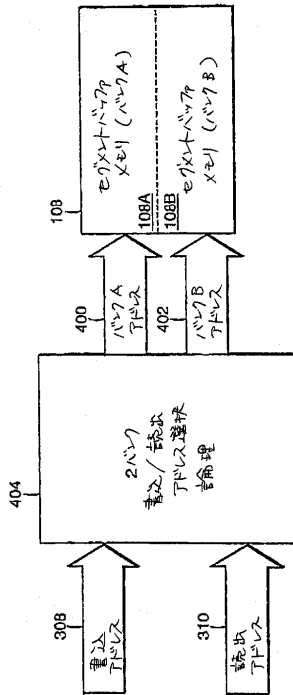 308
書込
アドレス
310
読出
アドレス
404
2バンク
書込/読出
アドレス選択
論理
400
バンクA
アドレス
402
バンクB
アドレス
108
セグメントバッファ
メモリ(バンクA)
108A
108B
セグメントバッファ
メモリ(バンクB)